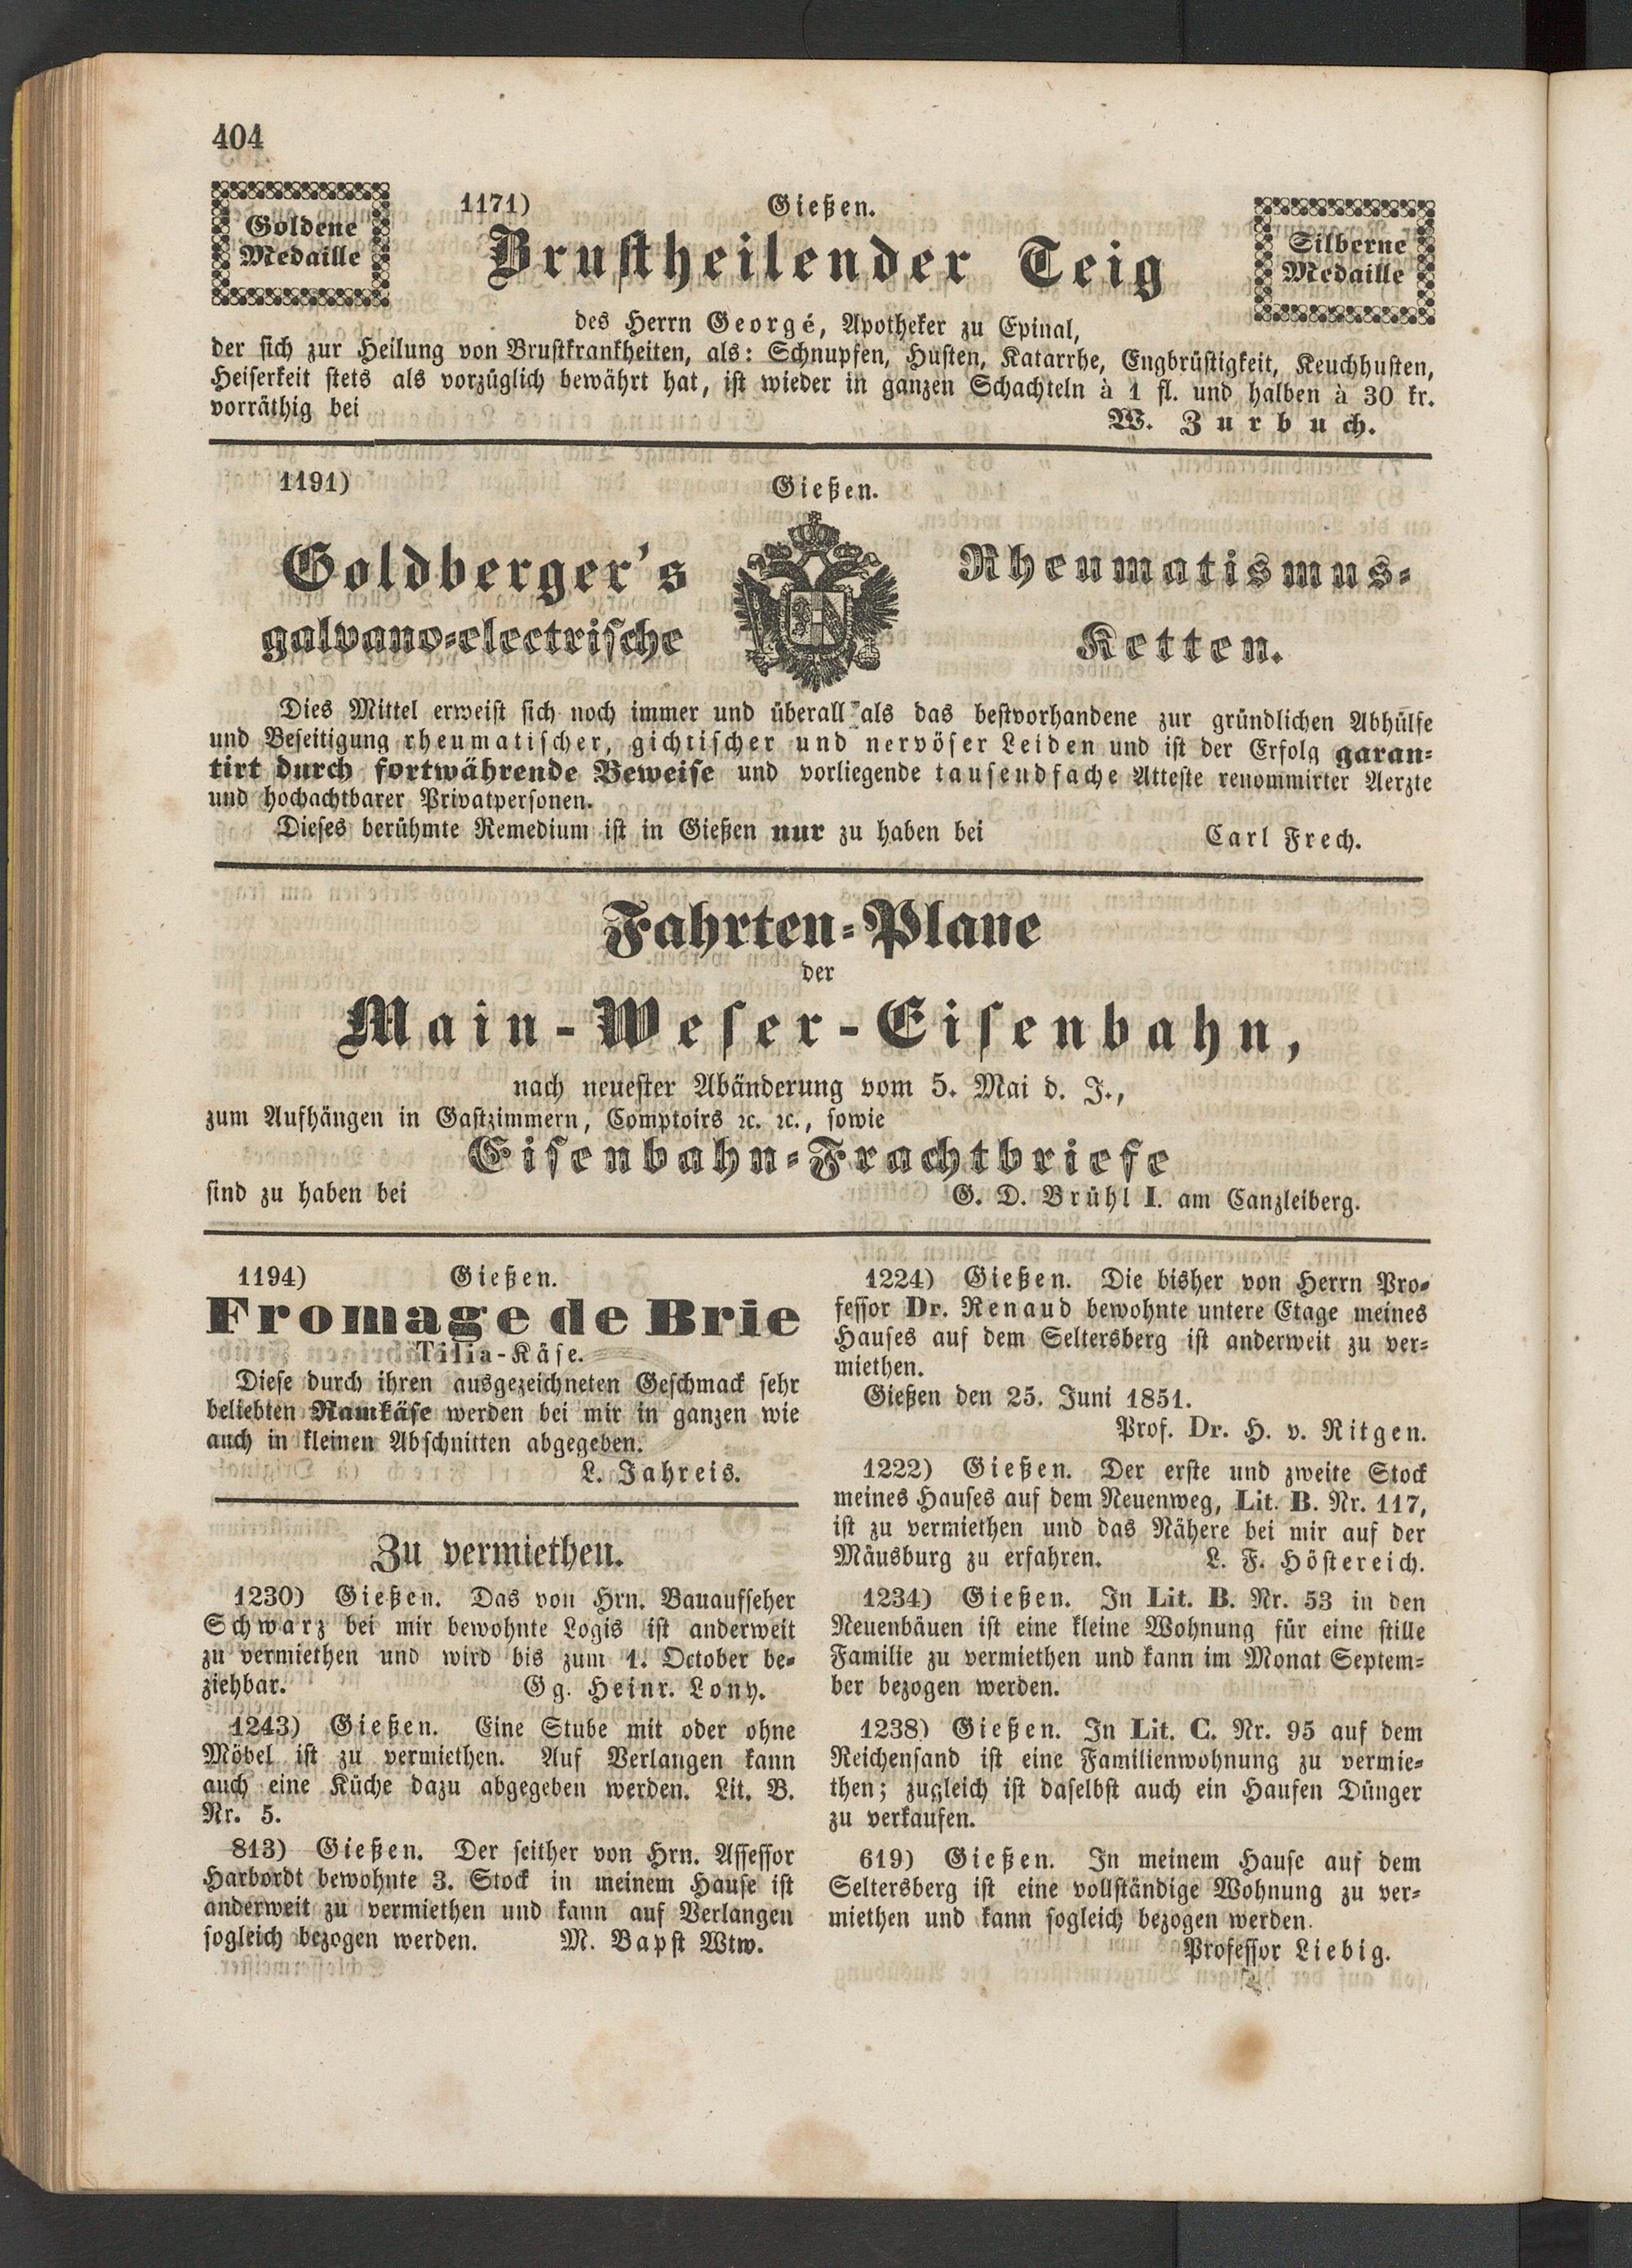 404
Goldene
Medaille
1171) Gießen.
Brustheilender Teig
Silberne
Medaille
des Herrn Georgé, Apotheker zu Epinal,
der sich zur Heilung von Brustkrankheiten, als: Schnupfen, Husten, Katarrhe, Engbrüstigkeit, Keuchhusten,
Heiserkeit stets als vorzüglich bewährt hat, ist wieder in ganzen Schachteln à 1 fl. und halben à 30 kr.
vorräthig bei W. Zurbuch.
1191) Gießen.
Goldberger's Rheumatismus-
galvano-electrische Ketten.
Dies Mittel erweist sich noch immer und überall als das bestvorhandene zur gründlichen Abhülfe
und Beseitigung rheumatischer, gichtischer und nervöser Leiden und ist der Erfolg garan-
tirt durch fortwährende Beweise und vorliegende tausendfache Atteste renommirter Aerzte
und hochachtbarer Privatpersonen.
Dieses berühmte Remedium ist in Gießen nur zu haben bei Carl Frech.
Fahrten-Plane
der
Main-Weser-Eisenbahn,
nach neuester Abänderung vom 5. Mai d. J.,
zum Aufhängen in Gastzimmern, Comptoirs ꝛc. ꝛc., sowie
Eisenbahn-Frachtbriefe
sind zu haben bei G. D. Brühl I. am Canzleiberg.
1194) Gießen.
Fromage de Brie
Tilia-Käse.
Diese durch ihren ausgezeichneten Geschmack sehr
beliebten Ramkäse werden bei mir in ganzen wie
auch in kleinen Abschnitten abgegeben.
L. Jahreis.
Zu vermiethen.
1230) Gießen. Das von Hrn. Bauaufseher
Schwarz bei mir bewohnte Logis ist anderweit
zu vermiethen und wird bis zum 1. October be-
ziehbar. Gg. Heinr. Lony.
1243) Gießen. Eine Stube mit oder ohne
Möbel ist zu vermiethen. Auf Verlangen kann
auch eine Küche dazu abgegeben werden. Lit. B.
Nr. 5.
813) Gießen. Der seither von Hrn. Assessor
Harbordt bewohnte 3. Stock in meinem Hause ist
anderweit zu vermiethen und kann auf Verlangen
sogleich bezogen werden. M. Bapst Wtw.
1224) Gießen. Die bisher von Herrn Pro-
fessor Dr. Renaud bewohnte untere Etage meines
Hauses auf dem Seltersberg ist anderweit zu ver-
miethen.
Gießen den 25. Juni 1851.
Prof. Dr. H. v. Ritgen.
1222) Gießen. Der erste und zweite Stock
meines Hauses auf dem Neuenweg, Lit. B. Nr. 117,
ist zu vermiethen und das Nähere bei mir auf der
Mäusburg zu erfahren. L. F. Höstereich.
1234) Gießen. In Lit. B. Nr. 53 in den
Neuenbäuen ist eine kleine Wohnung für eine stille
Familie zu vermiethen und kann im Monat Septem-
ber bezogen werden.
1238) Gießen. In Lit. C. Nr. 95 auf dem
Reichensand ist eine Familienwohnung zu vermie-
then; zugleich ist daselbst auch ein Haufen Dünger
zu verkaufen.
619) Gießen. In meinem Hause auf dem
Seltersberg ist eine vollständige Wohnung zu ver-
miethen und kann sogleich bezogen werden.
Professor Liebig.